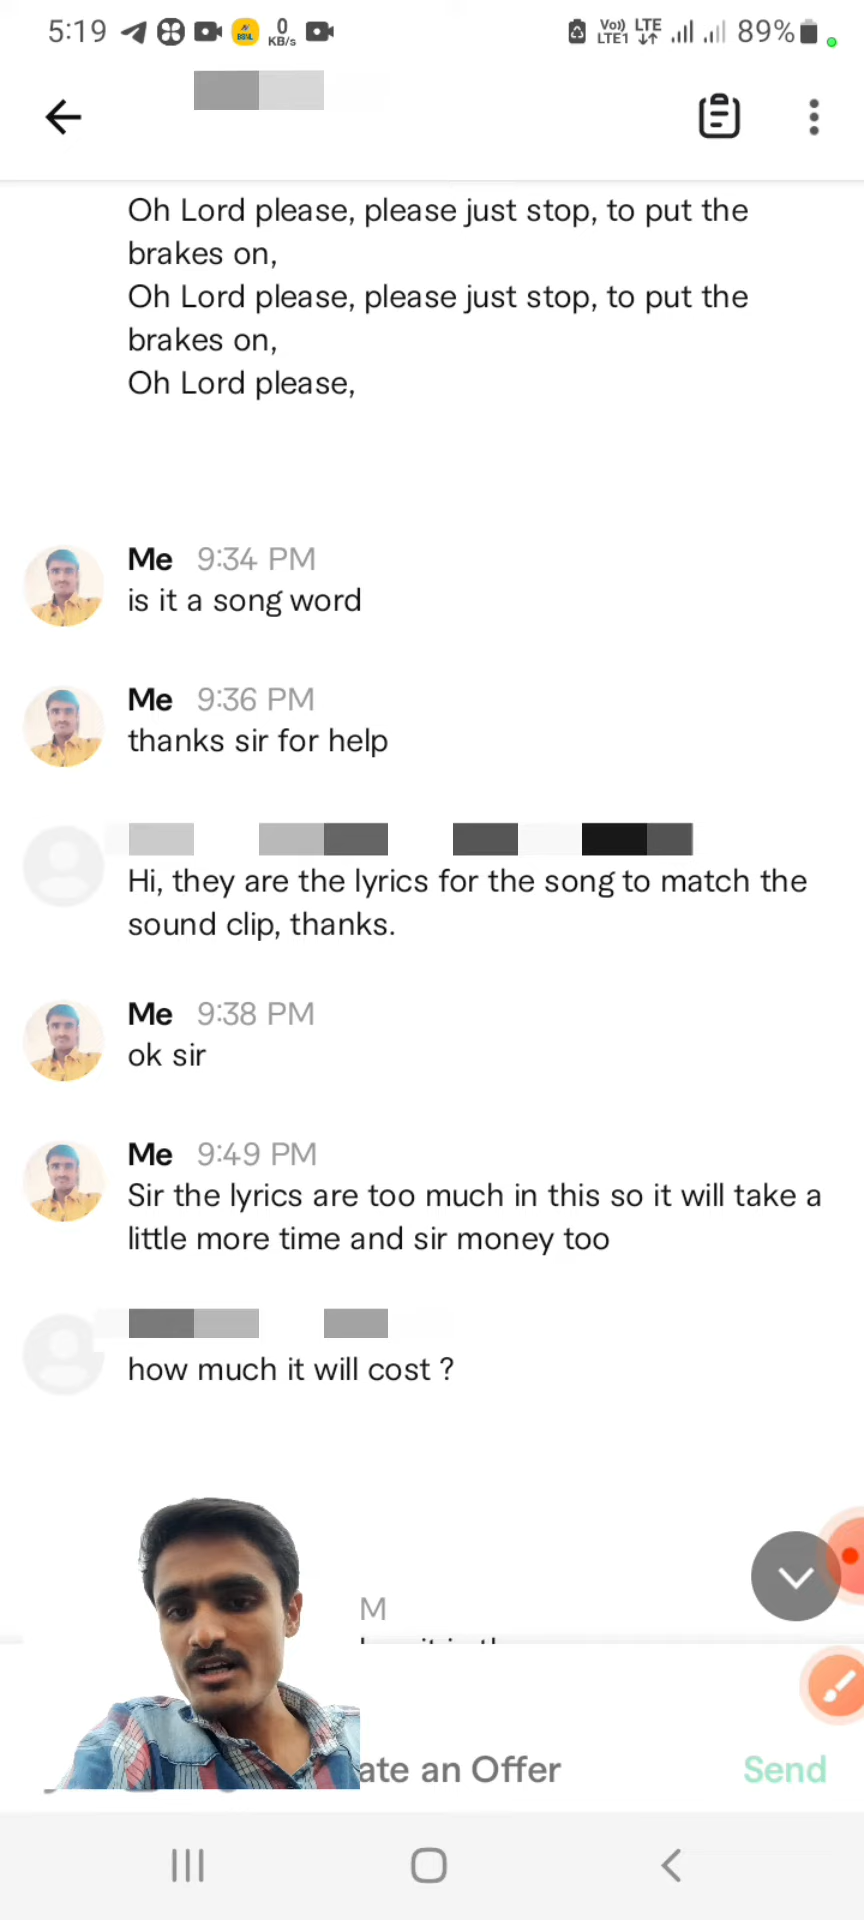 5:19
BSNL
0
KB/s
Vo))
LTE1
LTE
89%
Oh Lord please, please just stop, to put the
brakes on,
Oh Lord please, please just stop, to put the
brakes on,
Oh Lord please,
Me 9:34 PM
is it a song word
Me 9:36 PM
thanks sir for help
Hi, they are the lyrics for the song to match the
sound clip, thanks.
Me 9:38 PM
ok sir
Me 9:49 PM
Sir the lyrics are too much in this so it will take a
little more time and sir money too
how much it will cost ?
M
ate an Offer
Send